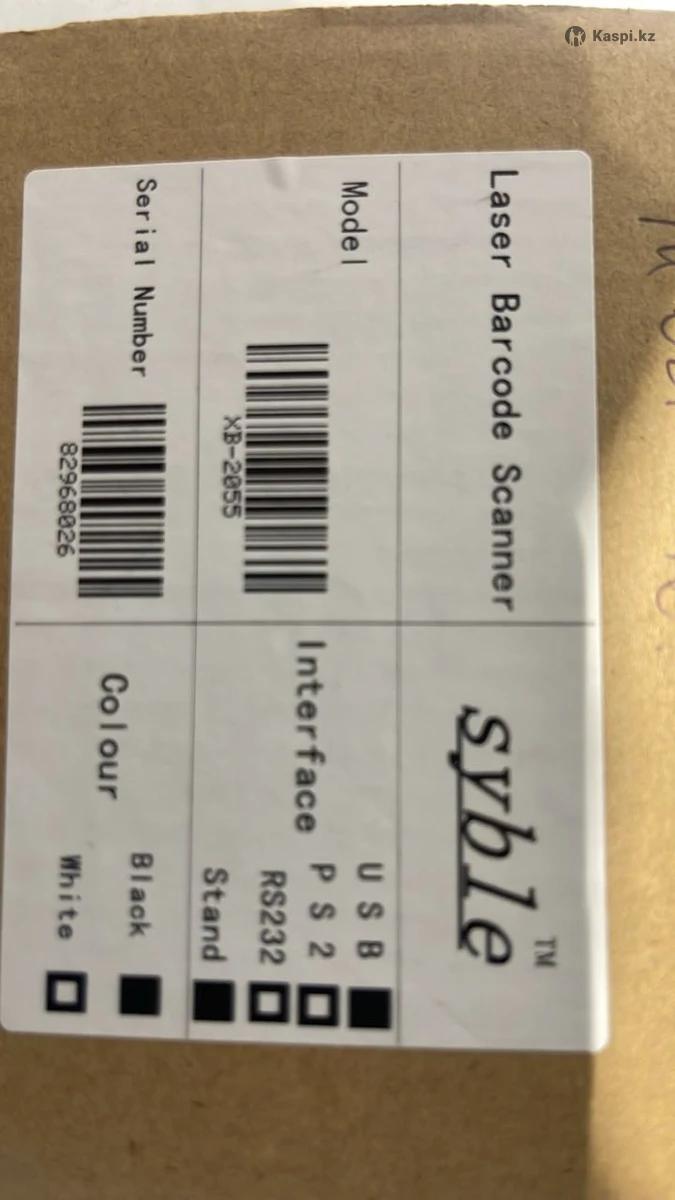 Kaspi.kz
Laser Barcode Scanner
syble™
Model
XB-2055
Interface
USB
PS2
RS232
Stand
Serial Number
82968026
Colour
Black
White